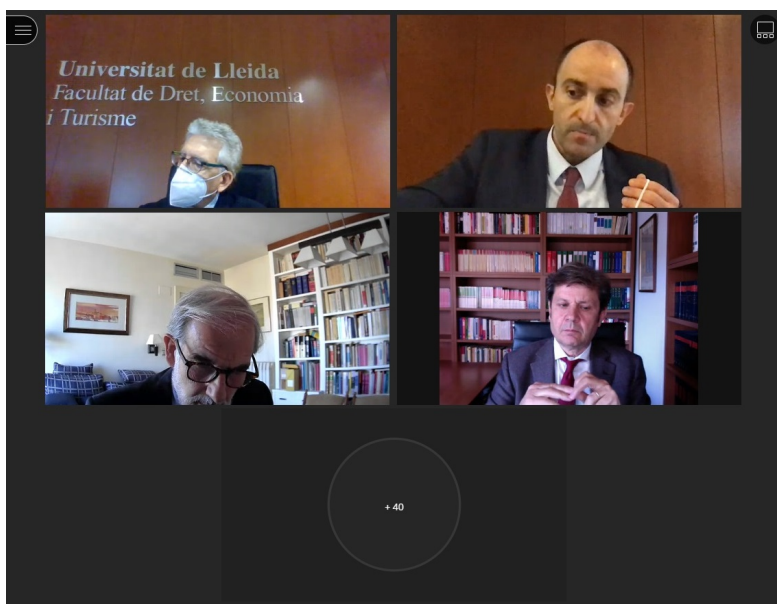 Universitat de Lleida
Facultat de Dret, Economia
i Turisme
+ 40